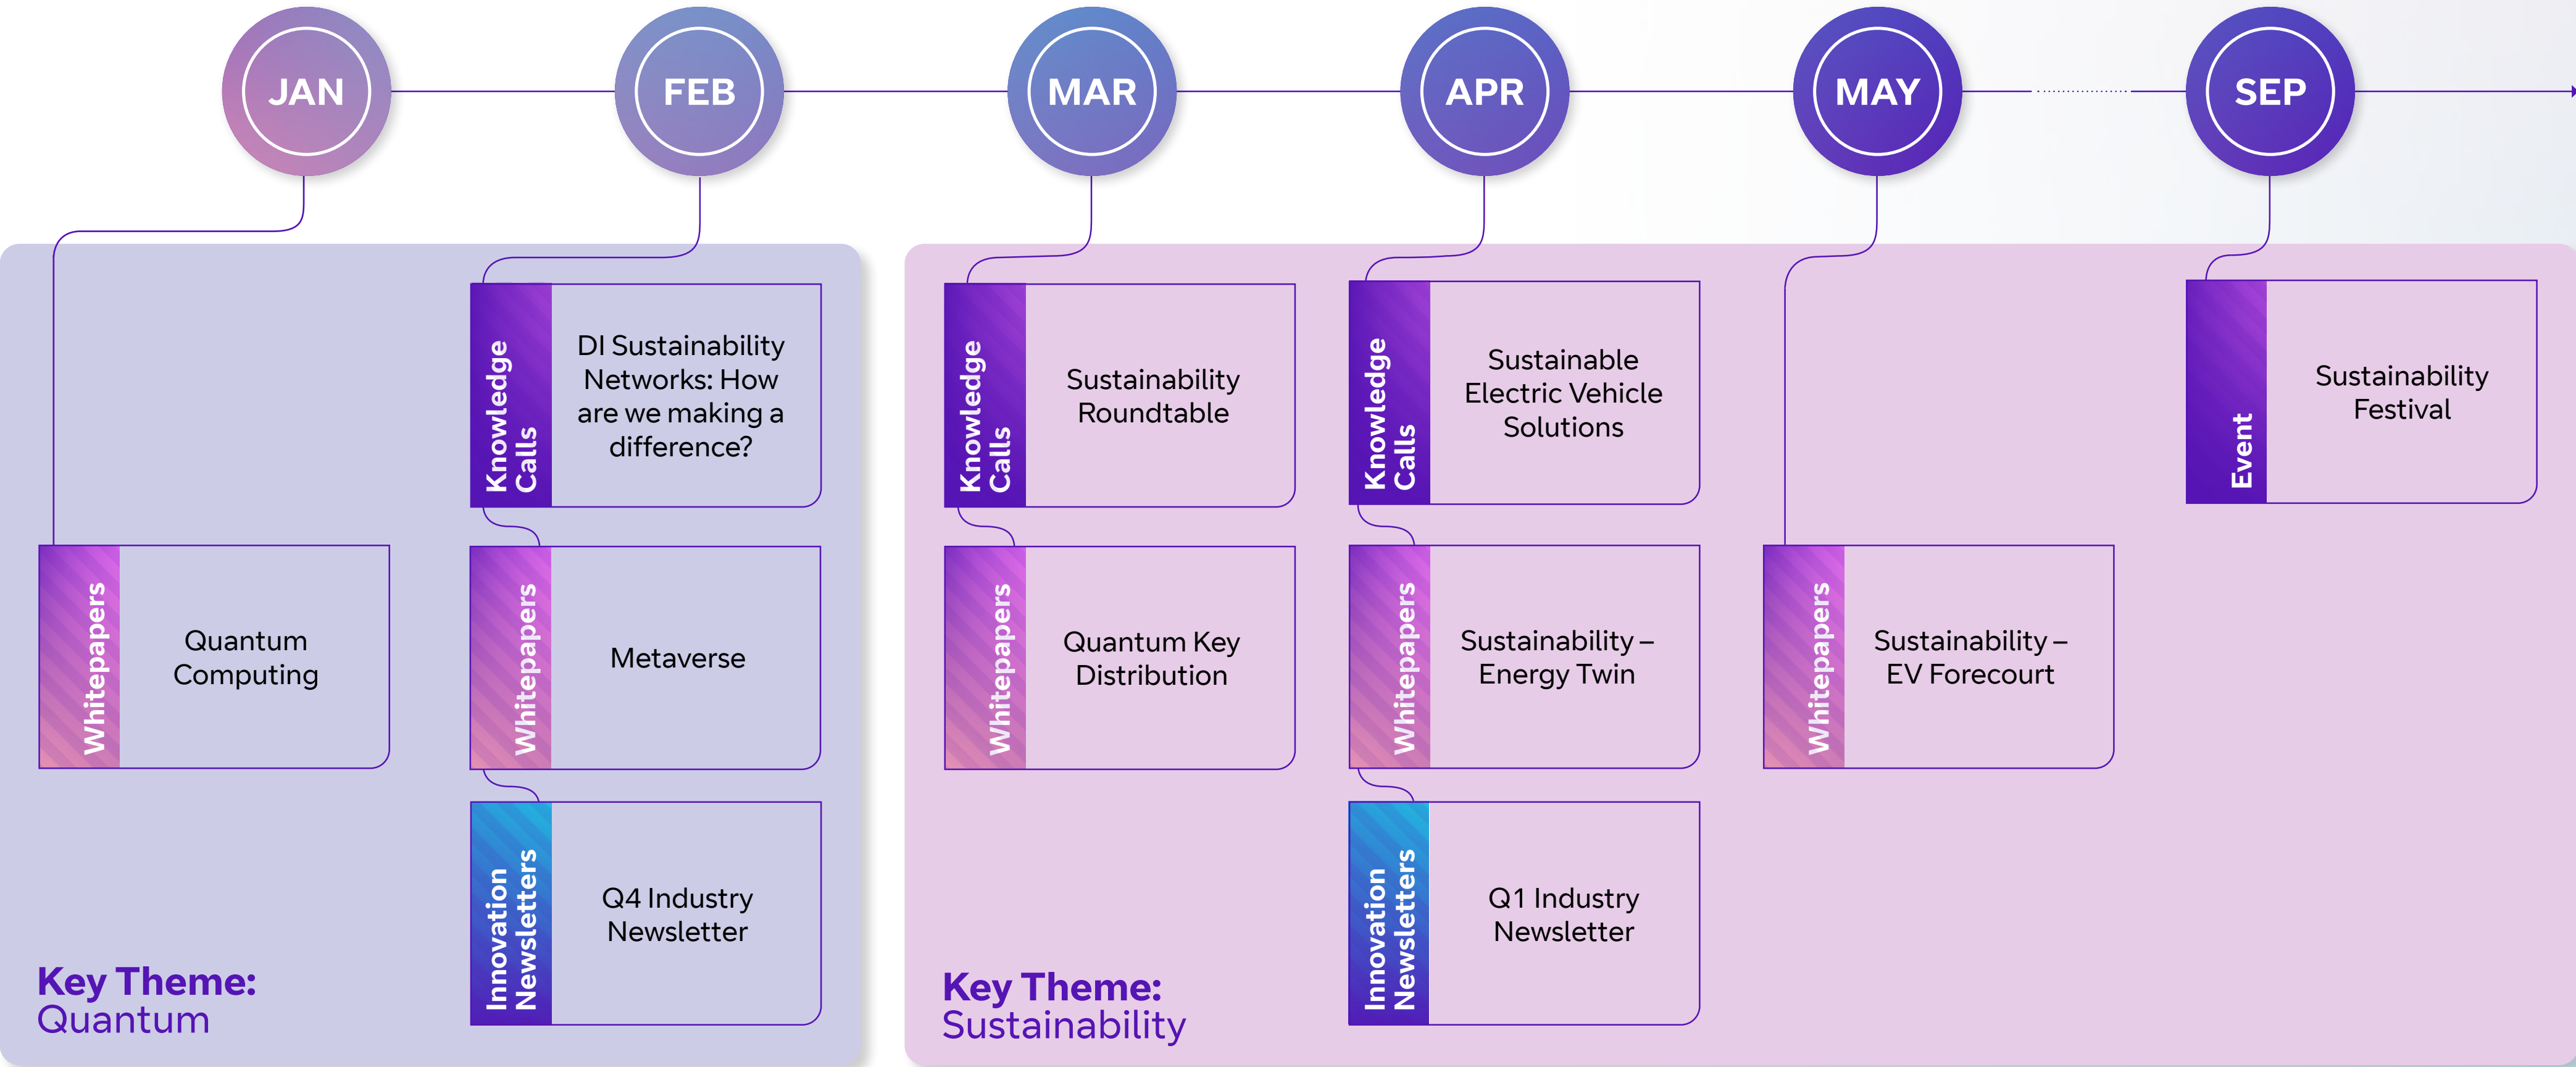 JAN
FEB
MAR
APR
MAY
SEP
Knowledge
Calls
DI Sustainability
Networks: How
are we making a
difference?
Knowledge
Calls
Sustainability
Roundtable
Knowledge
Calls
Sustainable
Electric Vehicle
Solutions
Event
Sustainability
Festival
Whitepapers
Quantum
Computing
Whitepapers
Metaverse
Whitepapers
Quantum Key
Distribution
Whitepapers
Sustainability –
Energy Twin
Whitepapers
Sustainability –
EV Forecourt
Innovation
Newsletters
Q4 Industry
Newsletter
Innovation
Newsletters
Q1 Industry
Newsletter
Key Theme:
Quantum
Key Theme:
Sustainability